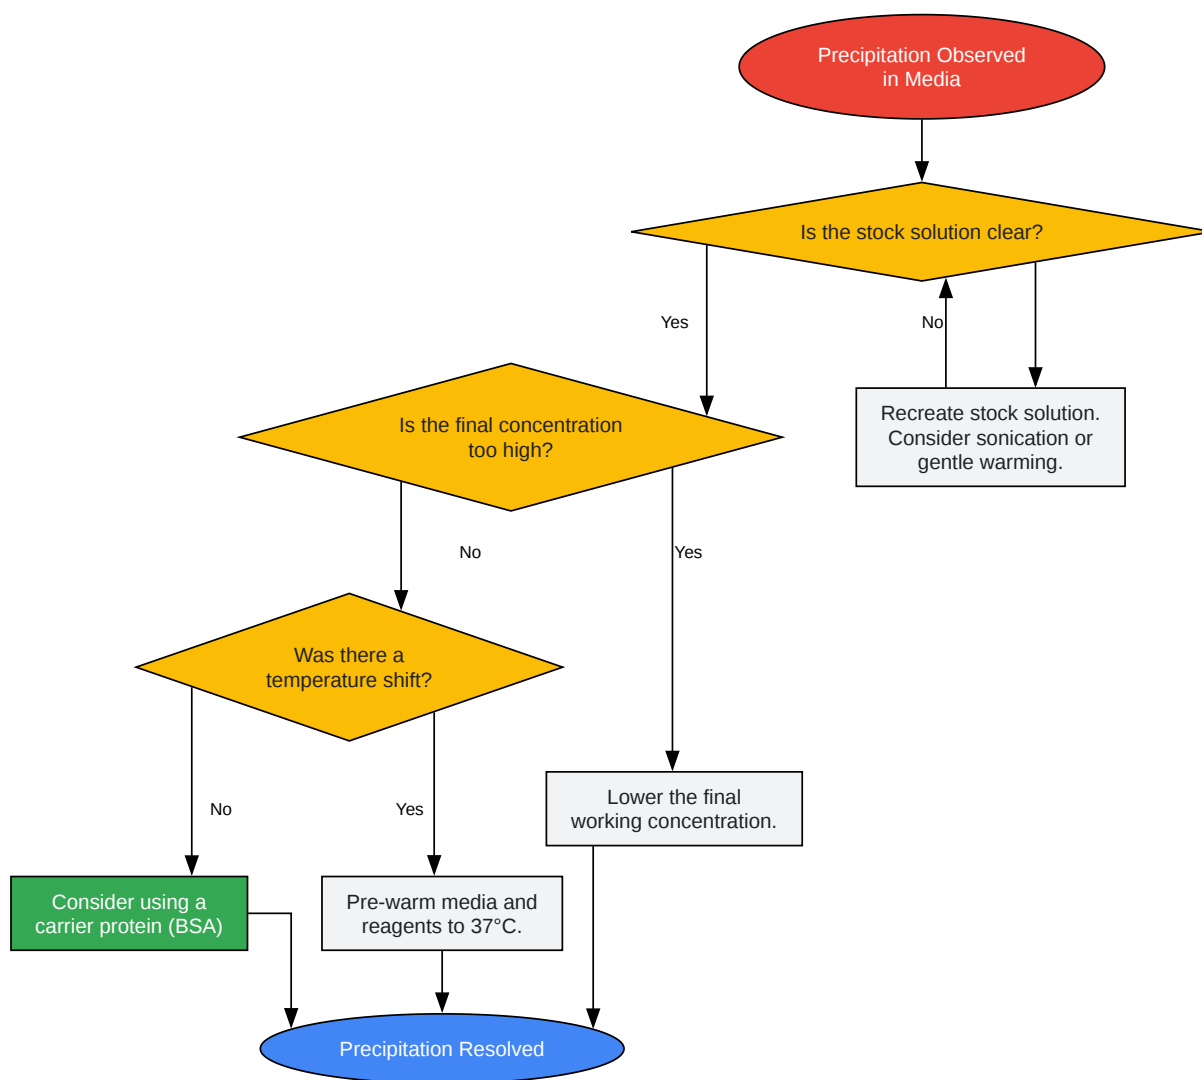 Precipitation Observed
in Media
Is the stock solution clear?
Yes
No
Recreate stock solution.
Consider sonication or
gentle warming.
Is the final concentration
too high?
No
Yes
Was there a
temperature shift?
Lower the final
working concentration.
No
Yes
Consider using a
carrier protein (BSA)
Pre-warm media and
reagents to 37°C.
Precipitation Resolved